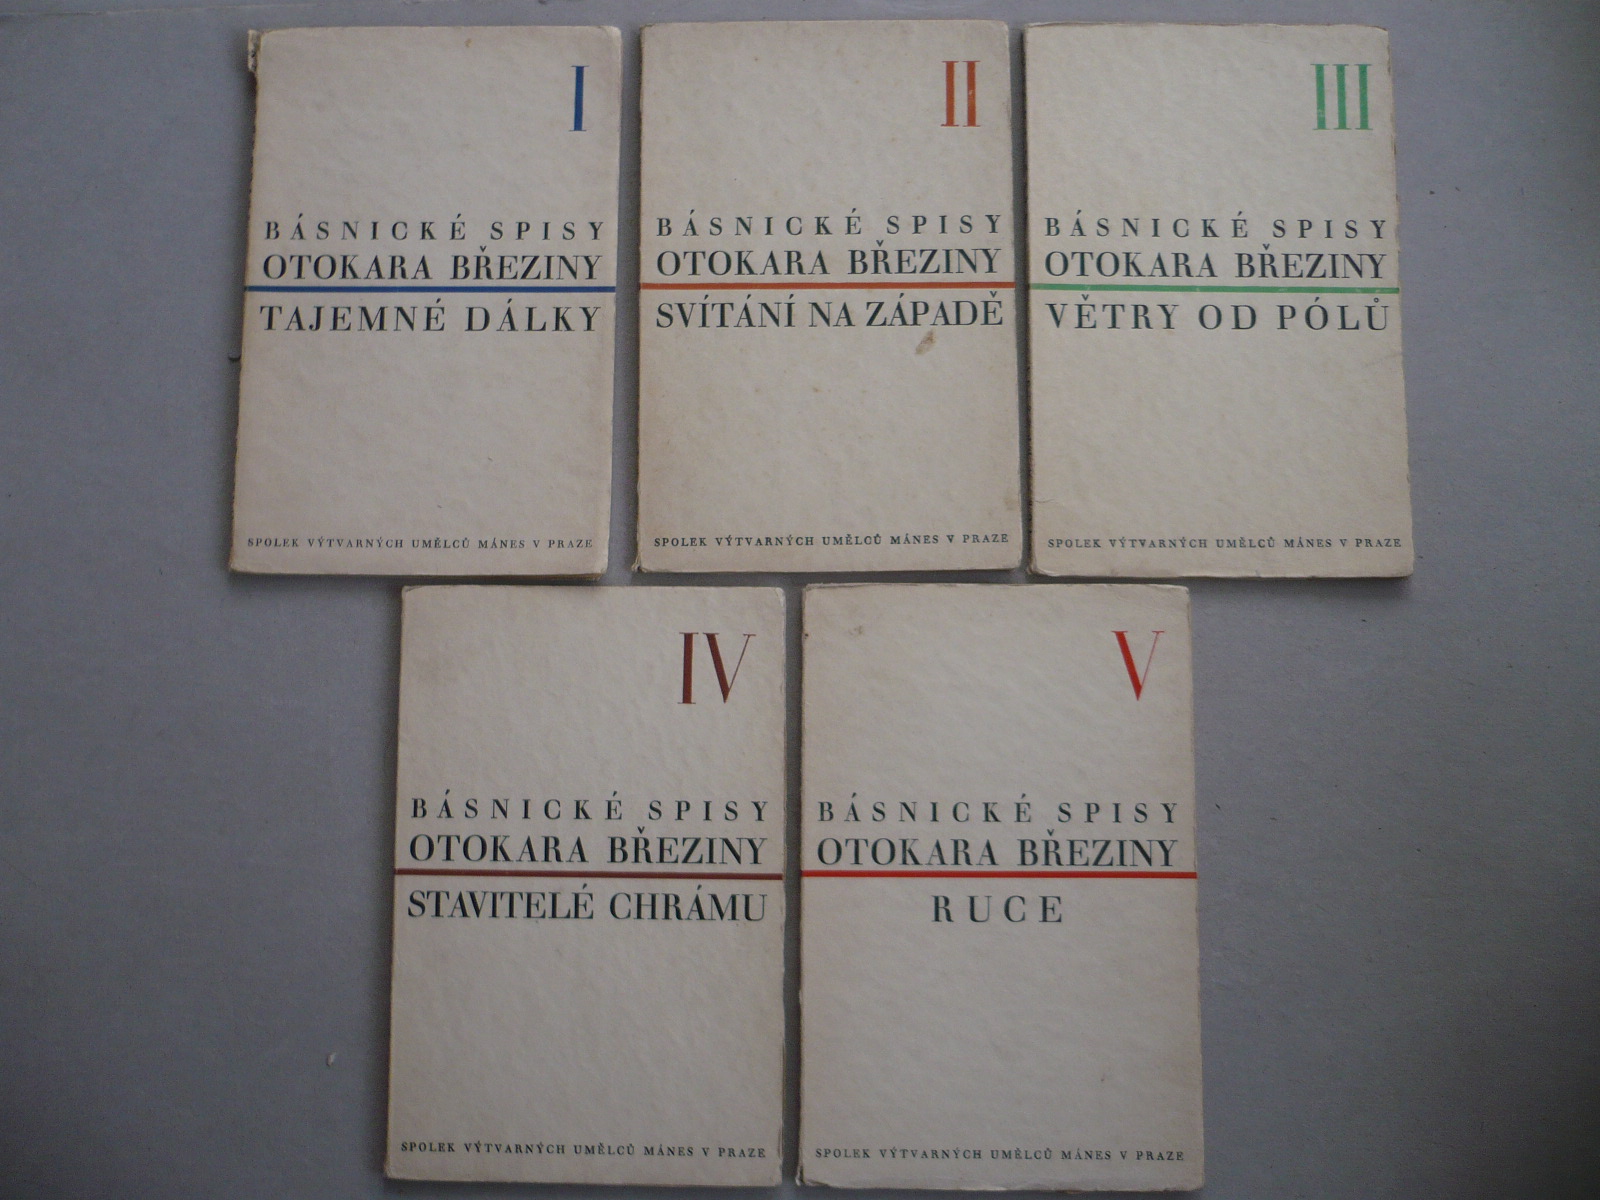 I
BÁSNICKÉ SPISY
OTOKARA BŘEZINY
TAJEMNÉ DÁLKY
SPOLEK VÝTVARNÝCH UMĚLCŮ MÁNES V PRAZE
II
BÁSNICKÉ SPISY
OTOKARA BŘEZINY
SVÍTÁNÍ NA ZÁPADĚ
SPOLEK VÝTVARNÝCH UMĚLCŮ MÁNES V PRAZE
III
BÁSNICKÉ SPISY
OTOKARA BŘEZINY
VĚTRY OD PÓLŮ
SPOLEK VÝTVARNÝCH UMĚLCŮ MÁNES V PRAZE
IV
BÁSNICKÉ SPISY
OTOKARA BŘEZINY
STAVITELÉ CHRÁMU
SPOLEK VÝTVARNÝCH UMĚLCŮ MÁNES V PRAZE
V
BÁSNICKÉ SPISY
OTOKARA BŘEZINY
RUCE
SPOLEK VÝTVARNÝCH UMĚLCŮ MÁNES V PRAZE